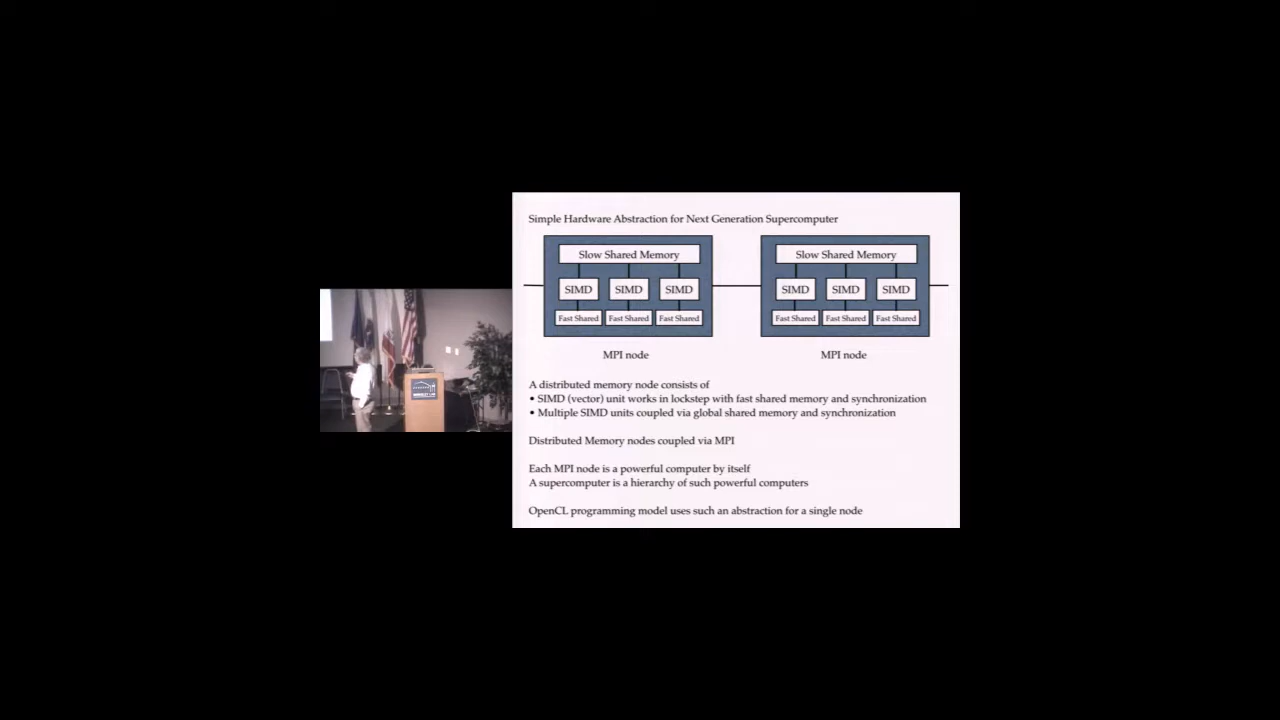 Simple Hardware Abstraction for Next Generation Supercomputer
Slow Shared Memory
Slow Shared Memory
SIMD SIMD SIMD
SIMD SIMD SIMD
Fast Shared Fast Shared Fast Shared
Fast Shared Fast Shared Fast Shared
MPI node
MPI node
A distributed memory node consists of
• SIMD (vector) unit works in lockstep with fast shared memory and synchronization
• Multiple SIMD units coupled via global shared memory and synchronization
Distributed Memory nodes coupled via MPI
Each MPI node is a powerful computer by itself
A supercomputer is a hierarchy of such powerful computers
OpenCL programming model uses such an abstraction for a single node